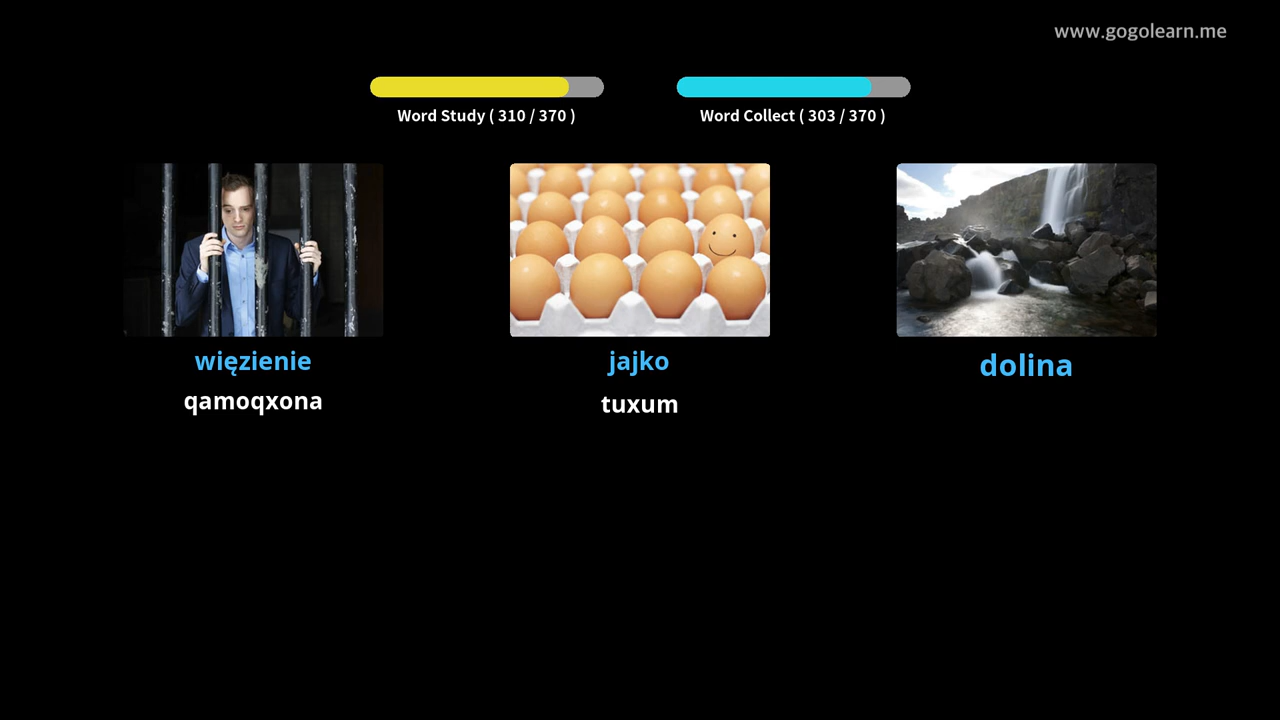 www.gogolearn.me
Word Study ( 310 / 370 )
Word Collect ( 303 / 370 )
więzienie
jajko
dolina
qamoqxona
tuxum